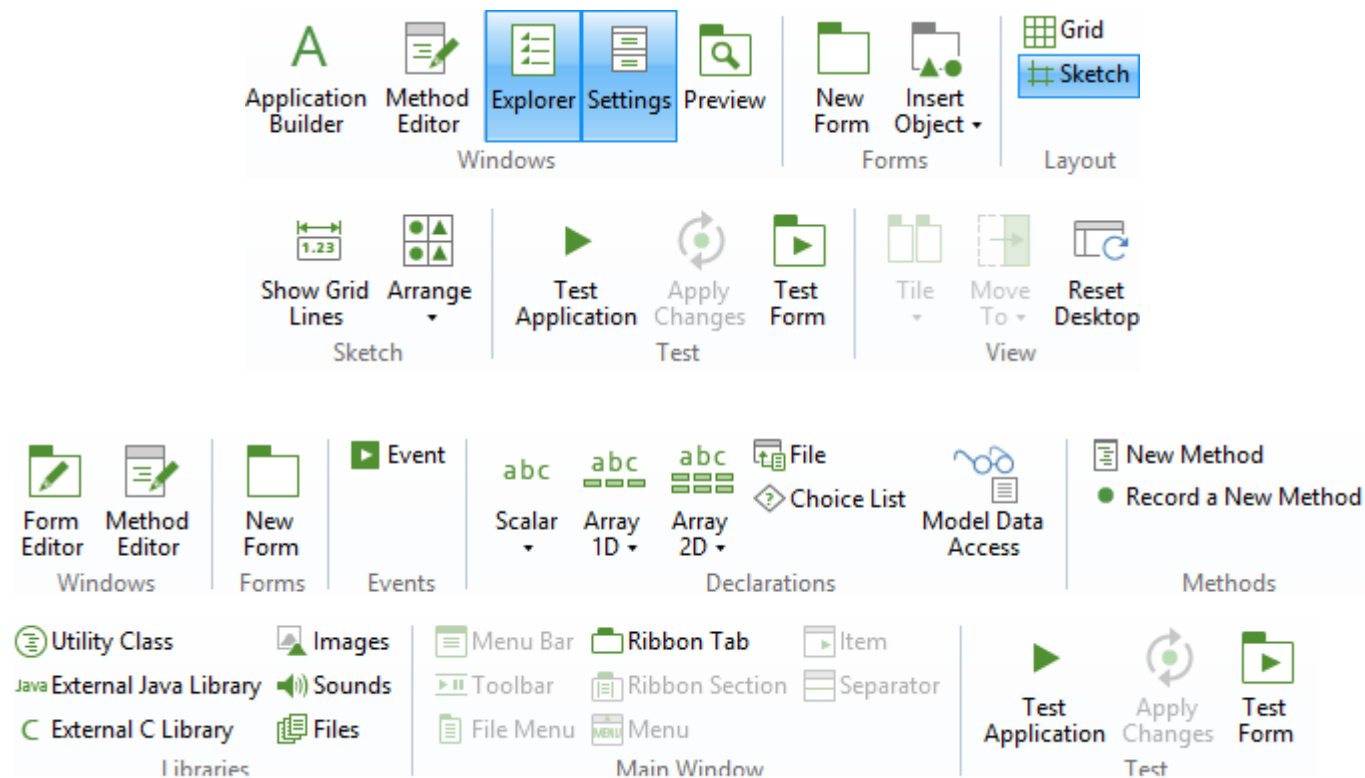 A
Application Builder
Method Editor
Explorer
Settings
Preview
Windows
New Form
Insert Object
Forms
Grid
Sketch
Layout
1.23
Show Grid Lines
Arrange
Sketch
Test Application
Apply Changes
Test Form
Test
Tile
Move To
Reset Desktop
View
Form Editor
Method Editor
Windows
New Form
Forms
Event
Events
abc
Scalar
abc
Array 1D
abc
Array 2D
File
Choice List
Model Data Access
Declarations
New Method
Record a New Method
Methods
Utility Class
Java External Java Library
C External C Library
Images
Sounds
Files
Libraries
Menu Bar
Toolbar
File Menu
Ribbon Tab
Ribbon Section
MENU Menu
Item
Separator
Main Window
Test Application
Apply Changes
Test Form
Test